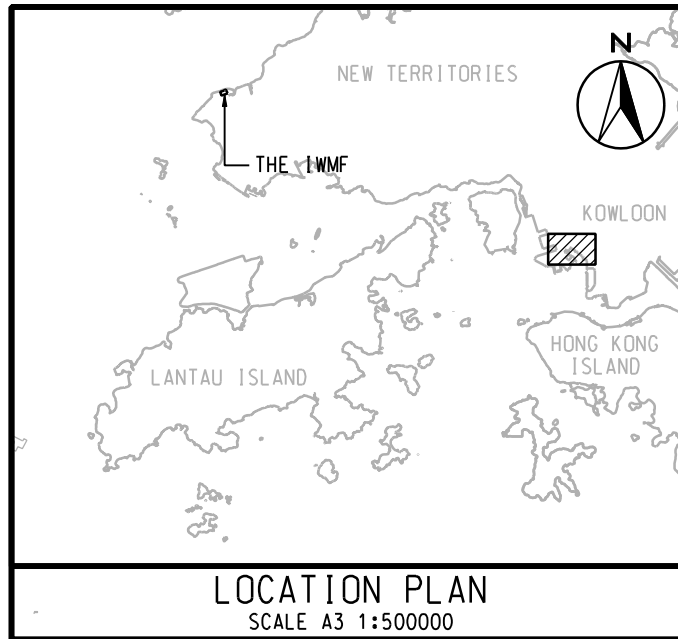 N
NEW TERRITORIES
THE IWMF
KOWLOON
HONG KONG
ISLAND
LANTAU ISLAND
LOCATION PLAN
SCALE A3 1:500000